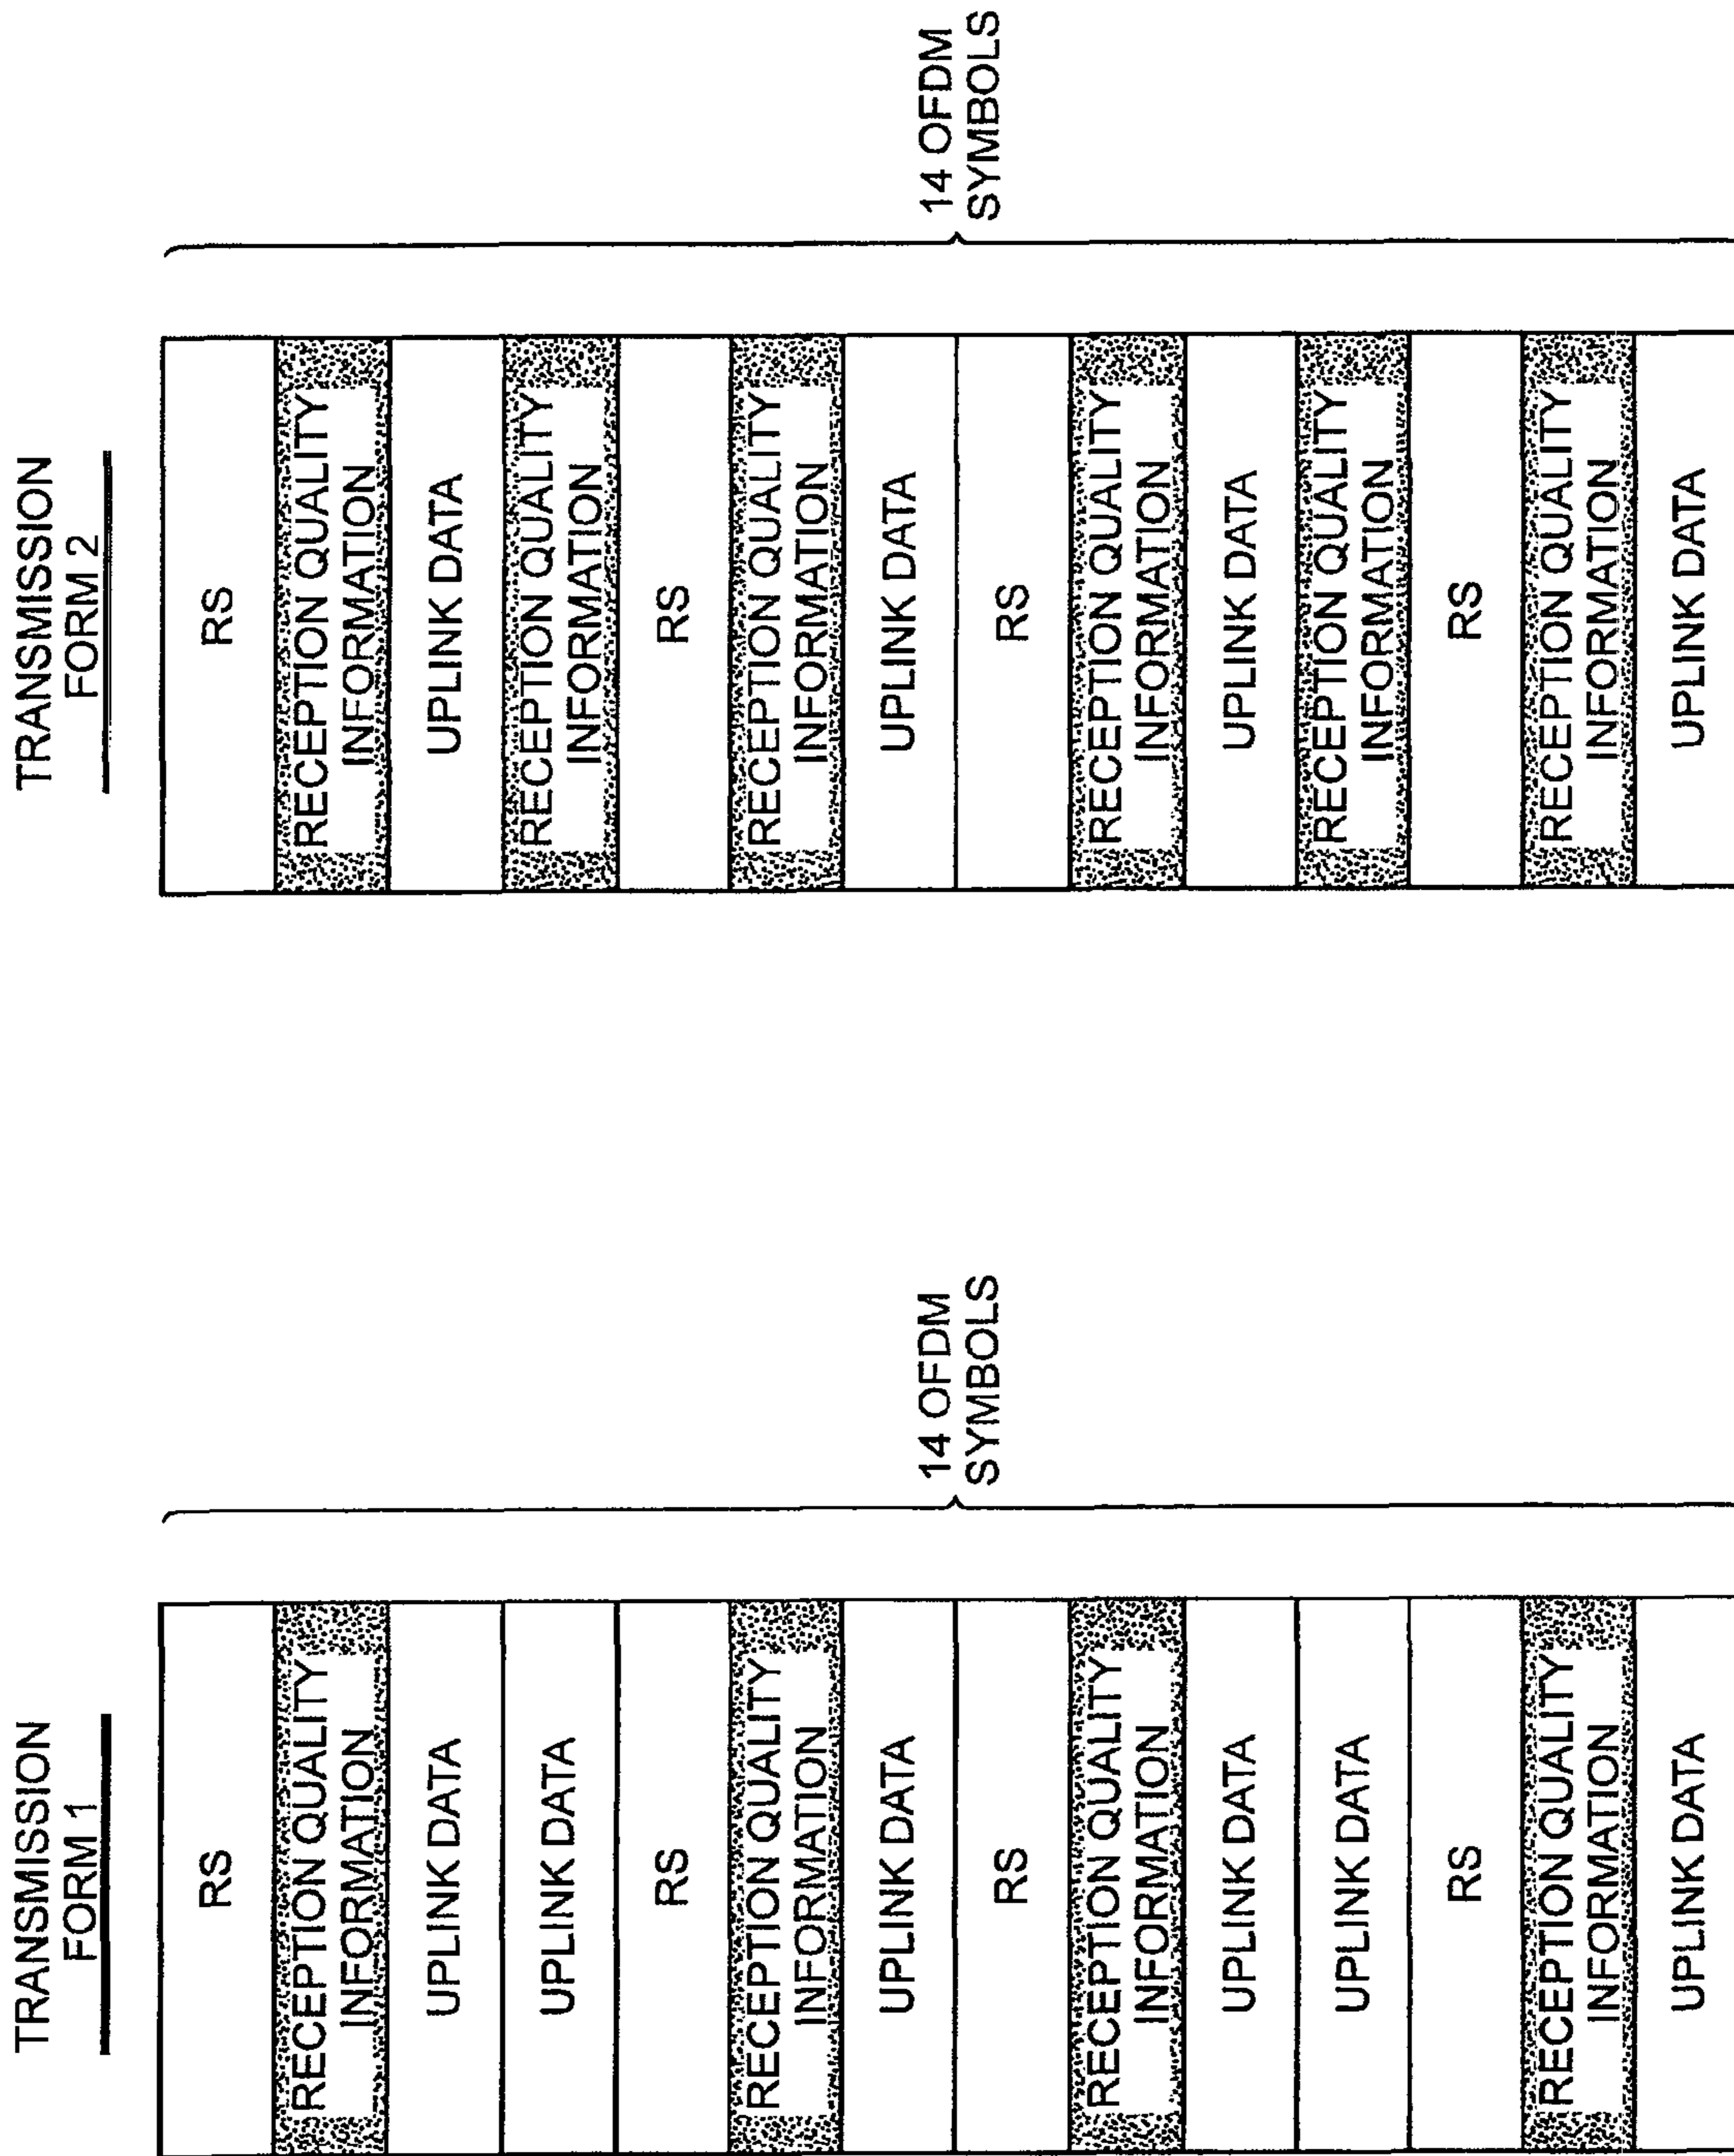 TRANSMISSION
FORM 1
RS
RECEPTION QUALITY
INFORMATION
UPLINK DATA
UPLINK DATA
RS
RECEPTION QUALITY
INFORMATION
UPLINK DATA
RS
RECEPTION QUALITY
INFORMATION
UPLINK DATA
UPLINK DATA
RS
RECEPTION QUALITY
INFORMATION
UPLINK DATA
14 OFDM
SYMBOLS
TRANSMISSION
FORM 2
RS
RECEPTION QUALITY
INFORMATION
UPLINK DATA
RECEPTION QUALITY
INFORMATION
RS
RECEPTION QUALITY
INFORMATION
UPLINK DATA
RS
RECEPTION QUALITY
INFORMATION
UPLINK DATA
RECEPTION QUALITY
INFORMATION
RS
RECEPTION QUALITY
INFORMATION
UPLINK DATA
14 OFDM
SYMBOLS